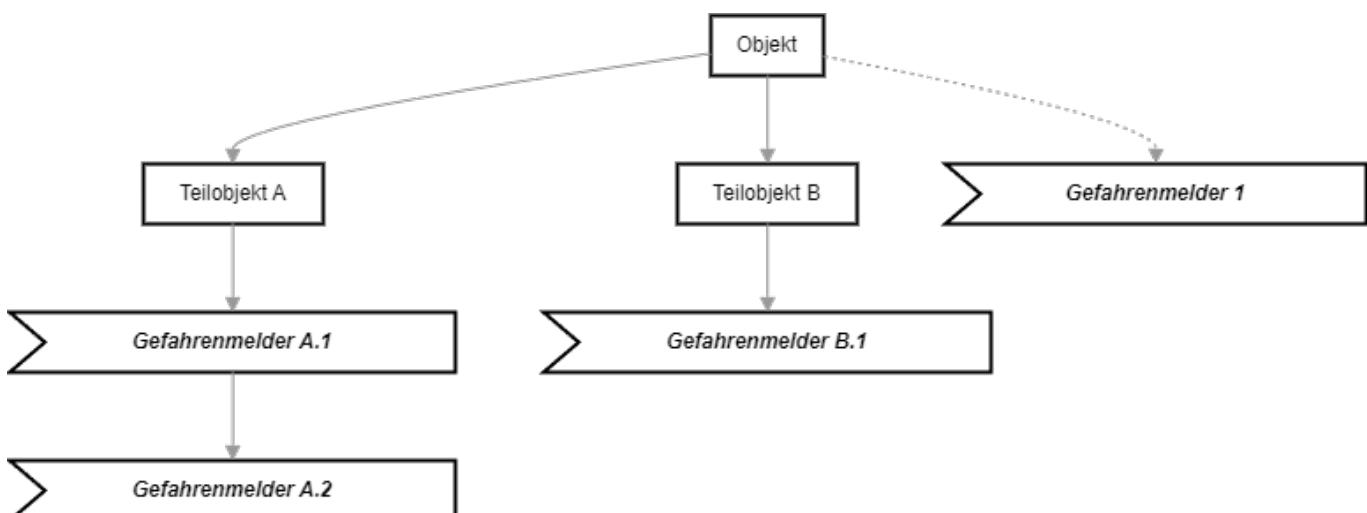 Objekt
Teilobjekt A
Teilobjekt B
Gefahrenmelder 1
Gefahrenmelder A.1
Gefahrenmelder B.1
Gefahrenmelder A.2